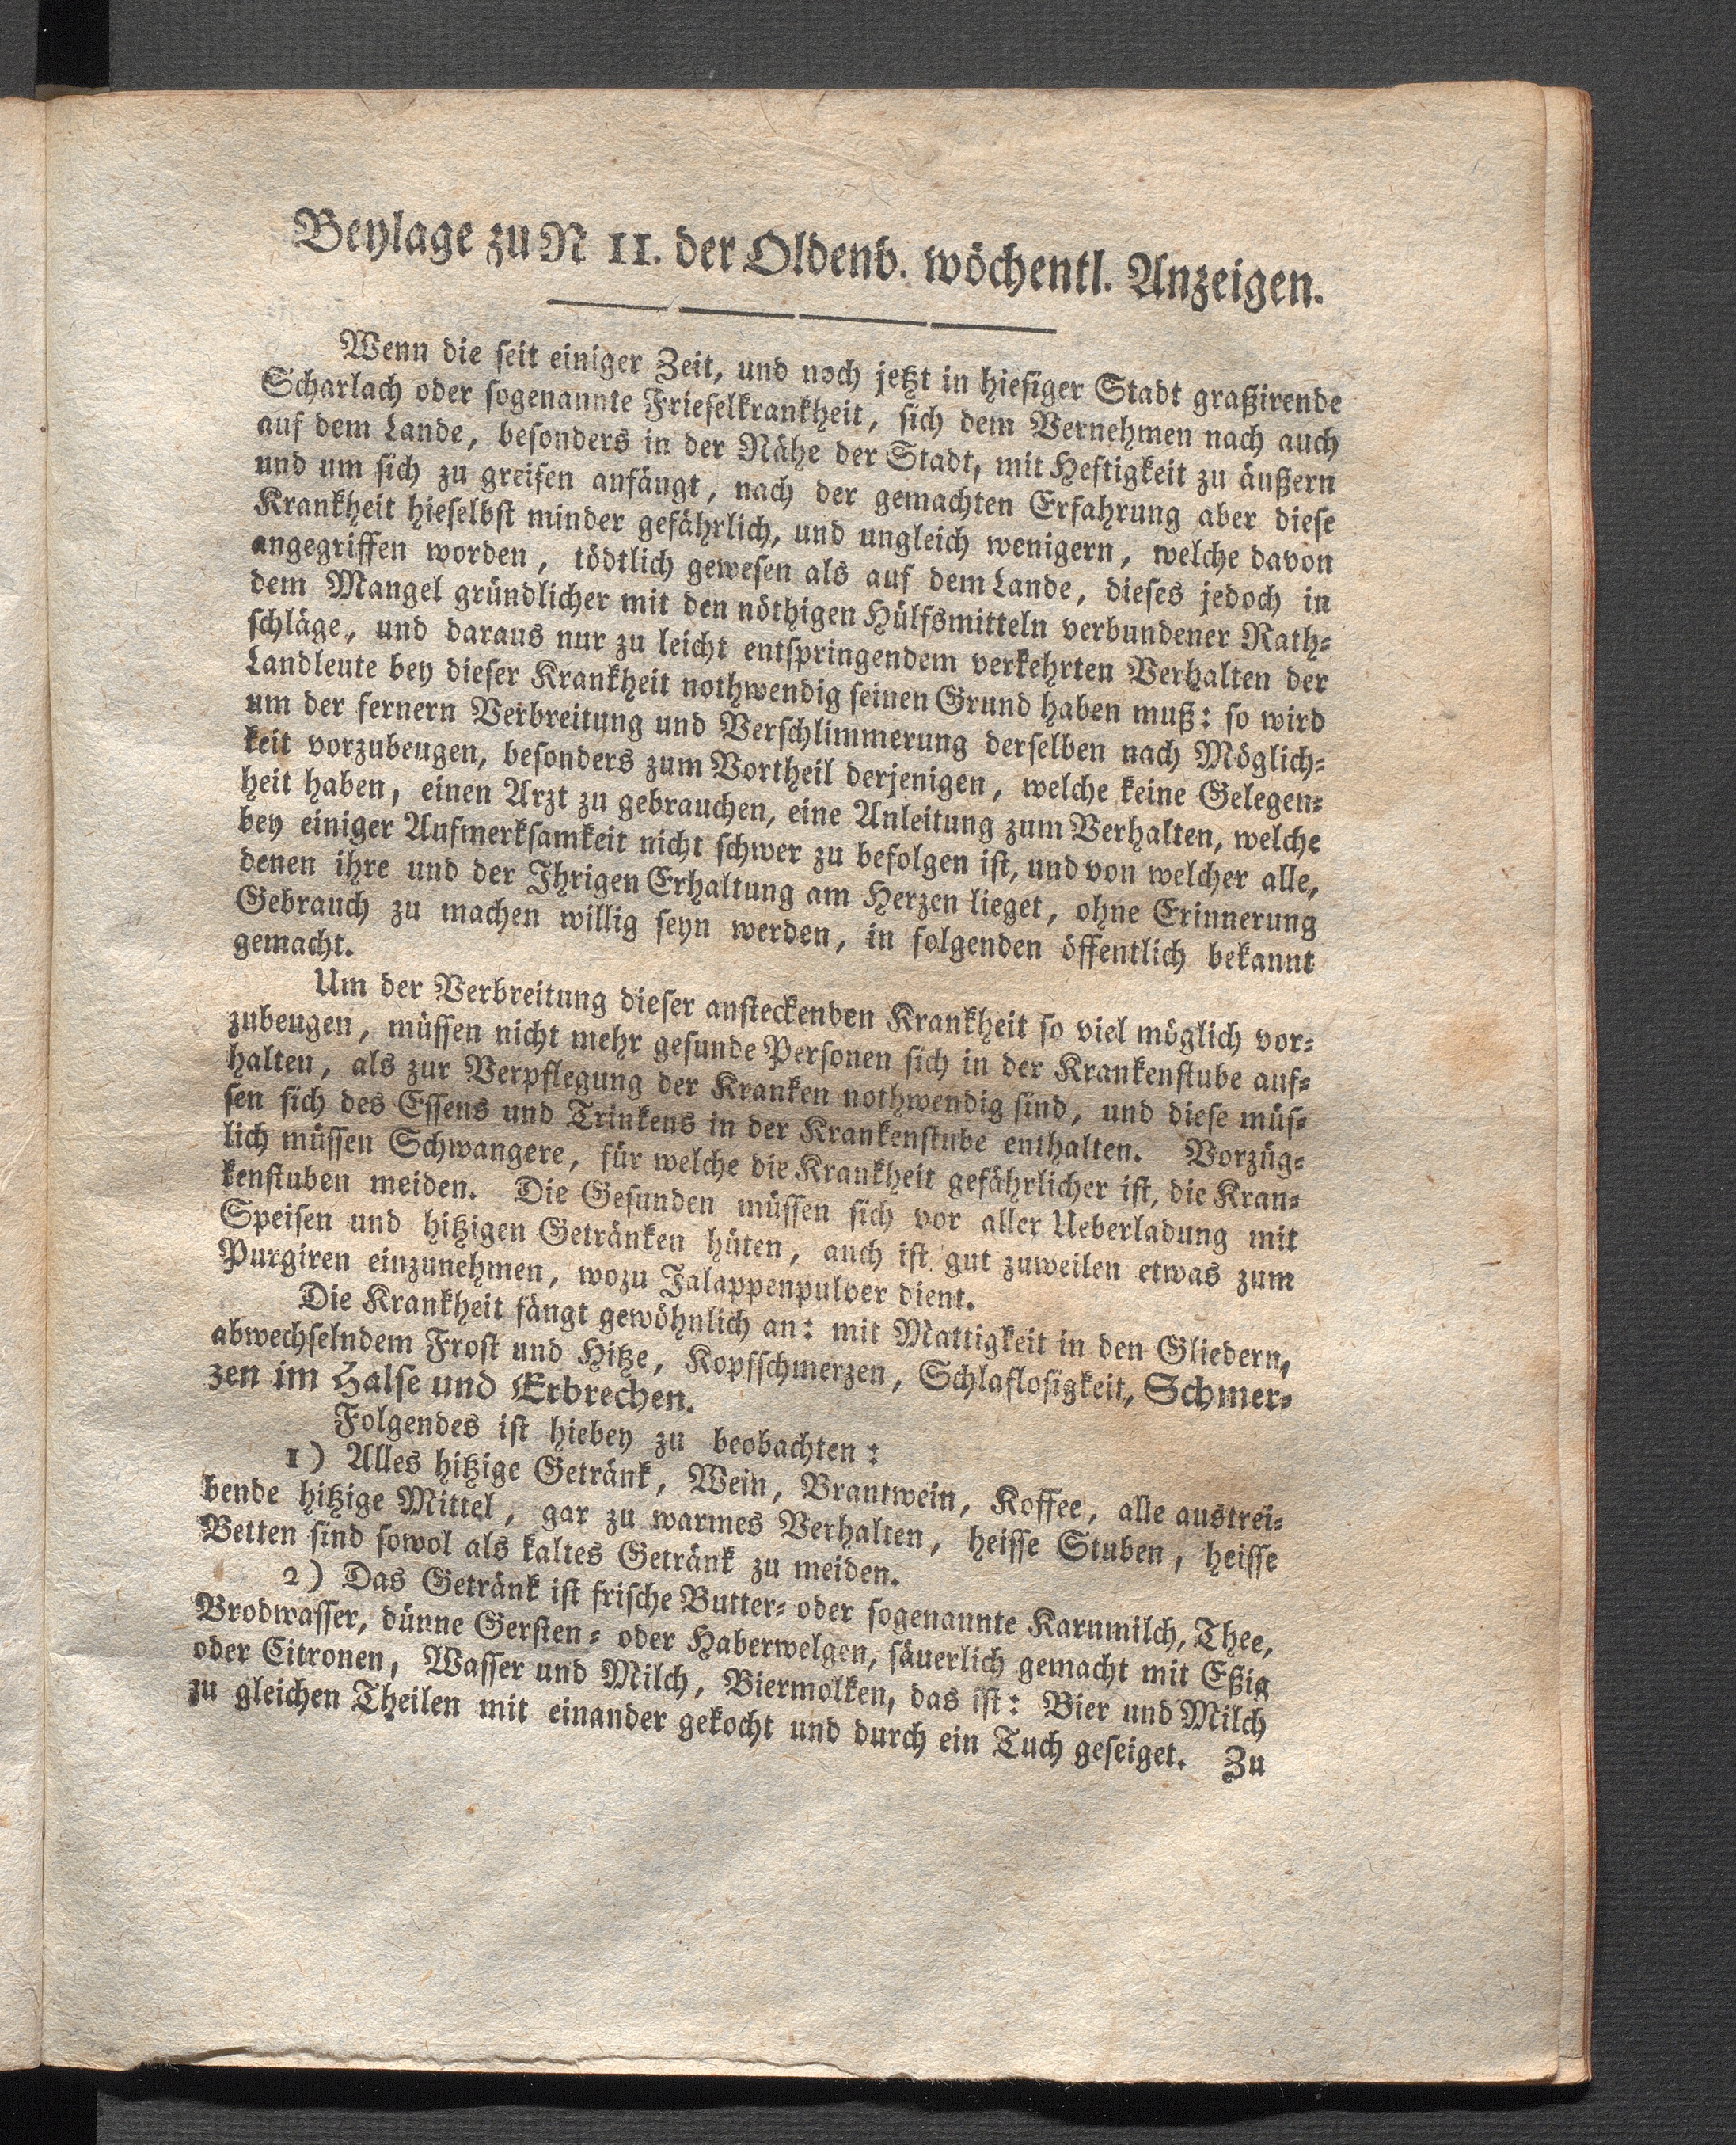 Beylage zu N 11. der Oldenb. wöchentl. Anzeigen.
Wenn die seit einiger Zeit, und noch jetzt in hiesiger Stadt graßirende
Scharlach oder sogenannte Frieselkrankheit, sich dem Vernehmen nach auch
auf dem Lande, besonders in der Nähe der Stadt, mit Heftigkeit zu äußern
und um sich zu greifen anfängt, nach der gemachten Erfahrung aber diese
Krankheit hieselbst minder gefährlich, und ungleich wenigern, welche davon
angegriffen worden, tödtlich gewesen als auf dem Lande, dieses jedoch in
dem Mangel gründlicher mit den nöthigen Hülfsmitteln verbundener Rath-
schläge, und daraus nur zu leicht entspringendem verkehrten Verhalten der
Landleute bey dieser Krankheit nothwendig seinen Grund haben muß: so wird
um der fernern Verbreitung und Verschlimmerung derselben nach Möglich-
keit vorzubeugen, besonders zum Vortheil derjenigen, welche keine Gelegen-
heit haben, einen Arzt zu gebrauchen, eine Anleitung zum Verhalten, welche
bey einiger Aufmerksamkeit nicht schwer zu befolgen ist, und von welcher alle,
denen ihre und der Ihrigen Erhaltung am Herzen lieget, ohne Erinnerung
Gebrauch zu machen willig seyn werden, in folgenden öffentlich bekannt
gemacht.
Um der Verbreitung dieser ansteckenden Krankheit so viel möglich vor-
zubeugen, müssen nicht mehr gesunde Personen sich in der Krankenstube auf-
halten, als zur Verpflegung der Kranken nothwendig sind, und diese müs-
sen sich des Essens und Trinkens in der Krankenstube enthalten. Vorzüg-
lich müssen Schwangere, für welche die Krankheit gefährlicher ist, die Kran-
kenstuben meiden. Die Gesunden müssen sich vor aller Ueberladung mit
Speisen und hitzigen Getränken hüten, auch ist gut zuweilen etwas zum
Purgiren einzunehmen, wozu Jalappenpulver dient.
Die Krankheit fängt gewöhnlich an: mit Mattigkeit in den Gliedern,
abwechselndem Frost und Hitze, Kopfschmerzen, Schlaflosigkeit, Schmer-
zen im Halse und Erbrechen.
Folgendes ist hiebey zu beobachten:
1) Alles hitzige Getränk, Wein, Brantwein, Koffee, alle austrei-
bende hitzige Mittel, gar zu warmes Verhalten, heisse Stuben, heisse
Betten sind sowol als kaltes Getränk zu meiden.
2) Das Getränk ist frische Butter- oder sogenannte Karnmilch, Thee,
Brodwasser, dünne Gersten- oder Haberwelgen, säuerlich gemacht mit Eßig
oder Citronen, Wasser und Milch, Biermolken, das ist: Bier und Milch
zu gleichen Theilen mit einander gekocht und durch ein Tuch geseiget. Zu